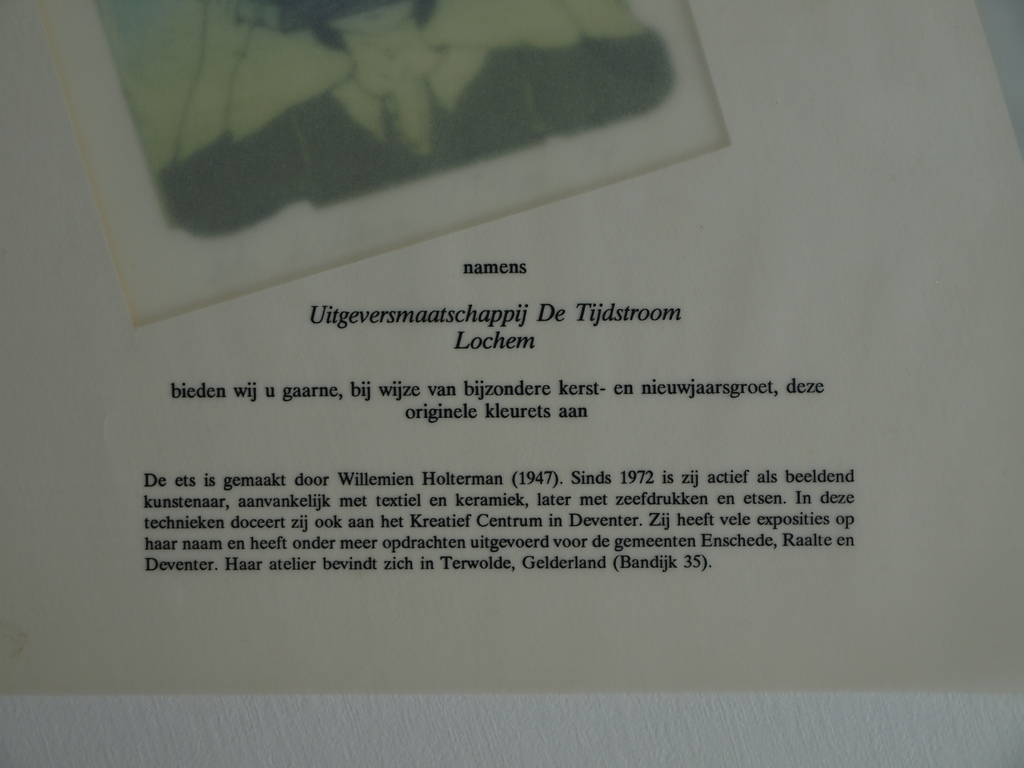 namens
Uitgeversmaatschappij De Tijdstroom
Lochem
bieden wij u gaarne, bij wijze van bijzondere kerst- en nieuwjaarsgroet, deze
originele kleurets aan
De ets is gemaakt door Willemien Holterman (1947). Sinds 1972 is zij actief als beeldend
kunstenaar, aanvankelijk met textiel en keramiek, later met zeefdrukken en etsen. In deze
technieken doceert zij ook aan het Kreatief Centrum in Deventer. Zij heeft vele exposities op
haar naam en heeft onder meer opdrachten uitgevoerd voor de gemeenten Enschede, Raalte en
Deventer. Haar atelier bevindt zich in Terwolde, Gelderland (Bandijk 35).